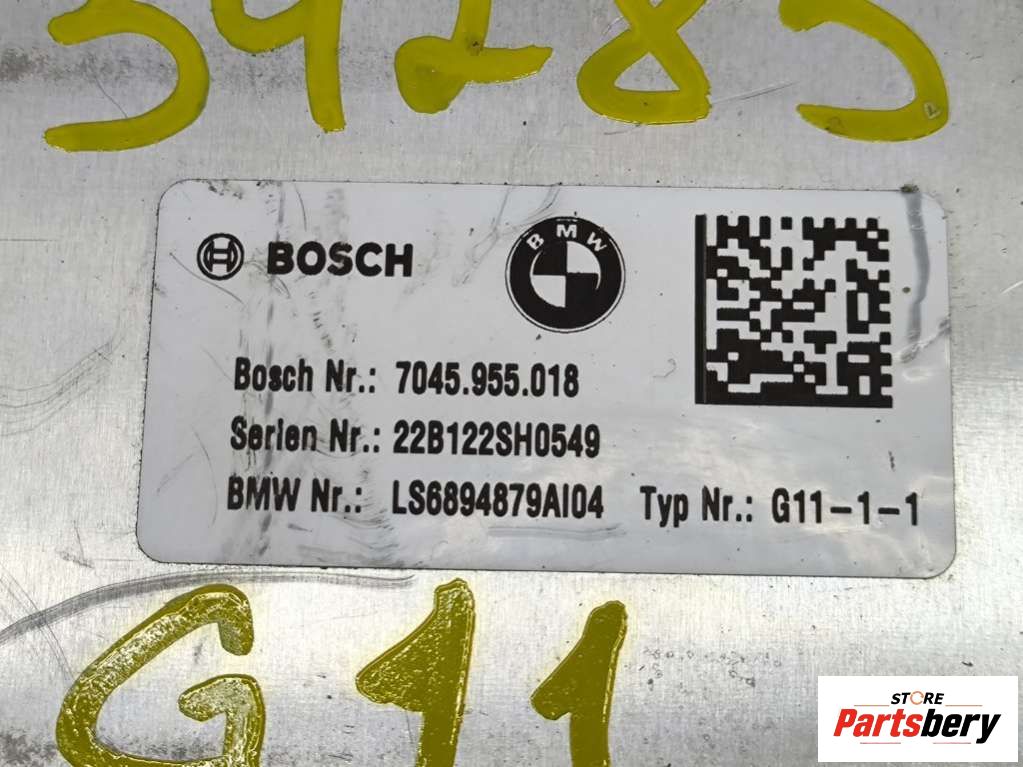 34285
BOSCH
BMW
Bosch Nr.: 7045.955.018
Serien Nr.: 22B122SH0549
BMW Nr.: LS6894879AI04 Typ Nr.: G11-1-1
G11
STORE
Partsbery